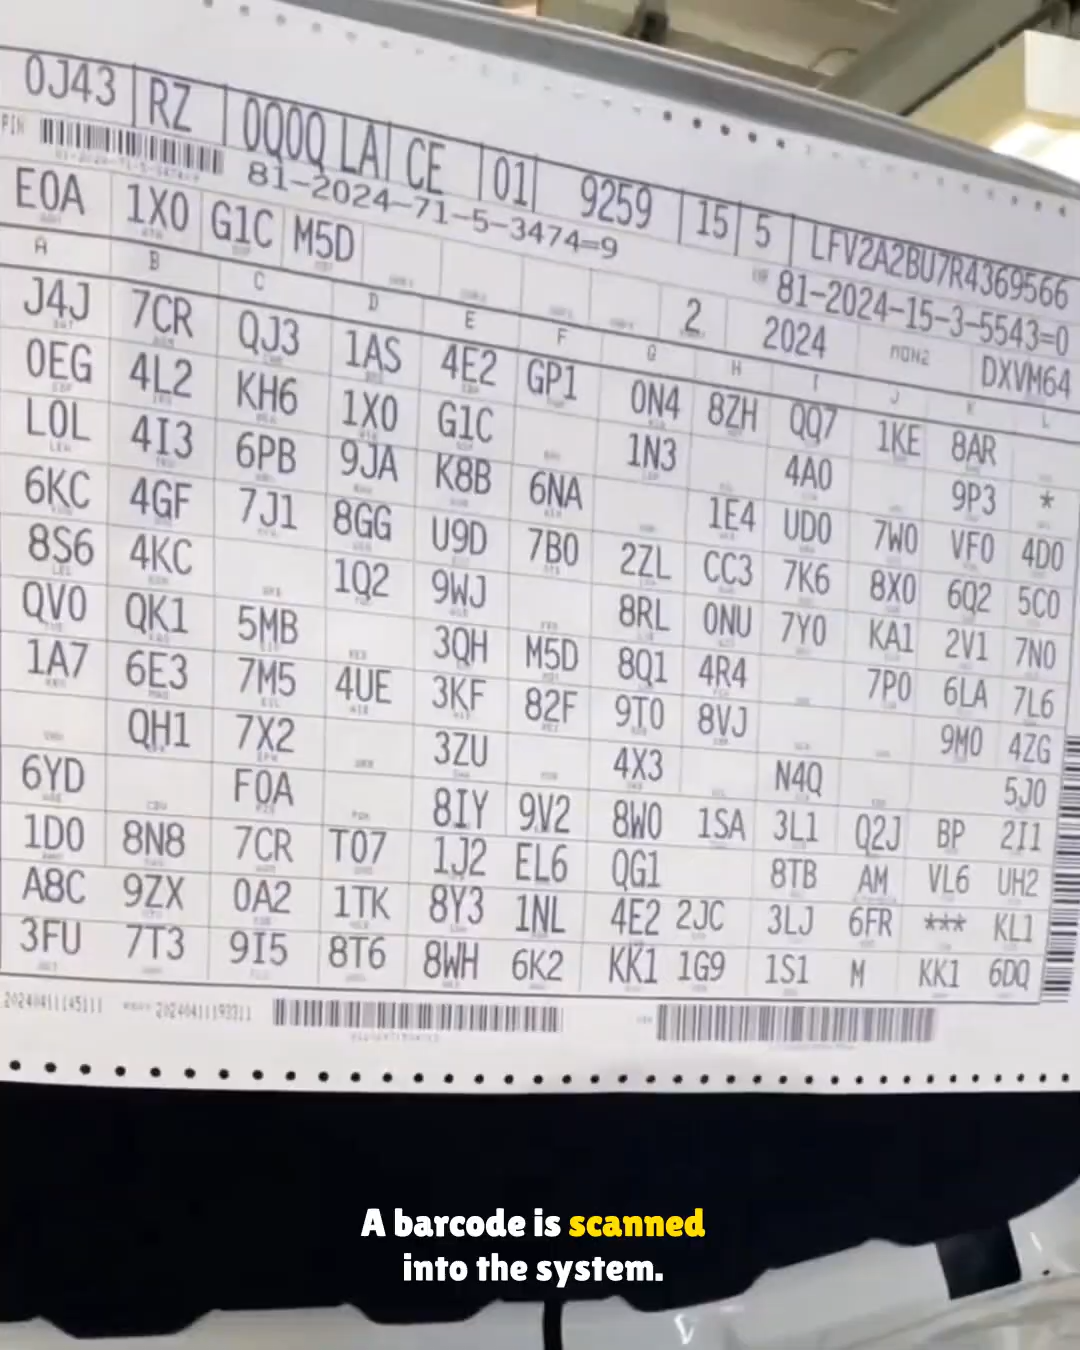 0J43 RZ 0Q0Q LA CE 01 9259 15 5 LFV2A2BU7R4369566
PIN 81-2024-71-5-3474=9 81-2024-15-3-5543=0
E0A 1X0 G1C M5D 2 2024 MON2 DXVM64
A B C D E F G H I J K L
J4J 7CR QJ3 1AS 4E2 GP1 0N4 8ZH QQ7 1KE 8AR
0EG 4L2 KH6 1X0 G1C 1N3 4A0 9P3 *
L0L 4I3 6PB 9JA K8B 6NA 1E4 UD0 7W0 VF0 4D0
6KC 4GF 7J1 8GG U9D 7B0 2ZL CC3 7K6 8X0 6Q2 5C0
8S6 4KC 1Q2 9WJ 8RL 0NU 7Y0 KA1 2V1 7N0
QV0 QK1 5MB 3QH M5D 8Q1 4R4 7P0 6LA 7L6
1A7 6E3 7M5 4UE 3KF 82F 9T0 8VJ 9M0 4ZG
QH1 7X2 3ZU 4X3 N4Q 5J0
6YD F0A 8IY 9V2 8W0 1SA 3L1 Q2J BP 2I1
1D0 8N8 7CR T07 1J2 EL6 QG1 8TB AM VL6 UH2
A8C 9ZX 0A2 1TK 8Y3 1NL 4E2 2JC 3LJ 6FR *** KL1
3FU 7T3 9I5 8T6 8WH 6K2 KK1 1G9 1S1 M KK1 6DQ
20240411145111 20240411193311
A barcode is scanned
into the system.